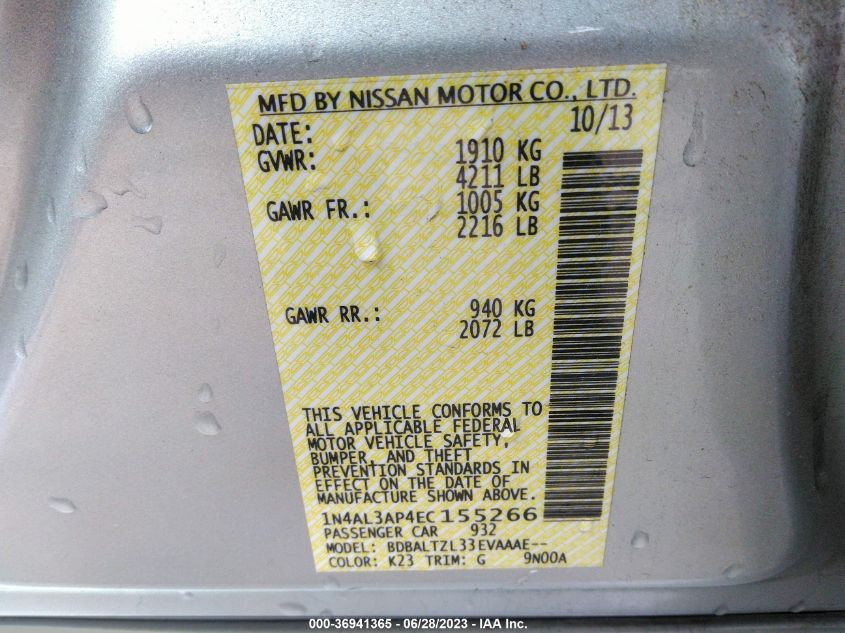 MFD BY NISSAN MOTOR CO., LTD.
DATE: 10/13
GVWR: 1910 KG
4211 LB
GAWR FR.: 1005 KG
2216 LB
GAWR RR.: 940 KG
2072 LB
THIS VEHICLE CONFORMS TO
ALL APPLICABLE FEDERAL
MOTOR VEHICLE SAFETY,
BUMPER, AND THEFT
PREVENTION STANDARDS IN
EFFECT ON THE DATE OF
MANUFACTURE SHOWN ABOVE.
1N4AL3AP4EC155266
PASSENGER CAR 932
MODEL: BDBALTZL33EVAAAE--
COLOR: K23 TRIM: G 9N00A
000-36941365 / 06/28/2023 - IAA Inc.